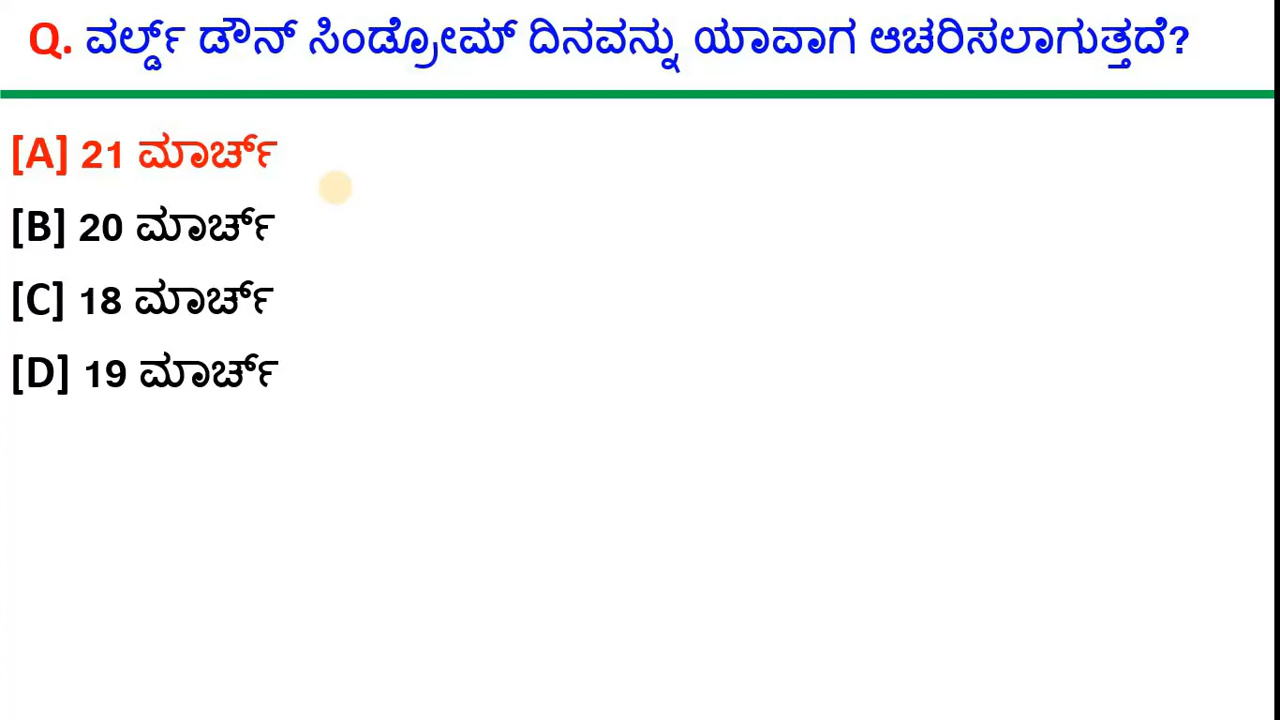 Q. ವರ್ಲ್ಡ್ ಡೌನ್ ಸಿಂಡ್ರೋಮ್ ದಿನವನ್ನು ಯಾವಾಗ ಆಚರಿಸಲಾಗುತ್ತದೆ?
[A] 21 ಮಾರ್ಚ್
[B] 20 ಮಾರ್ಚ್
[C] 18 ಮಾರ್ಚ್
[D] 19 ಮಾರ್ಚ್